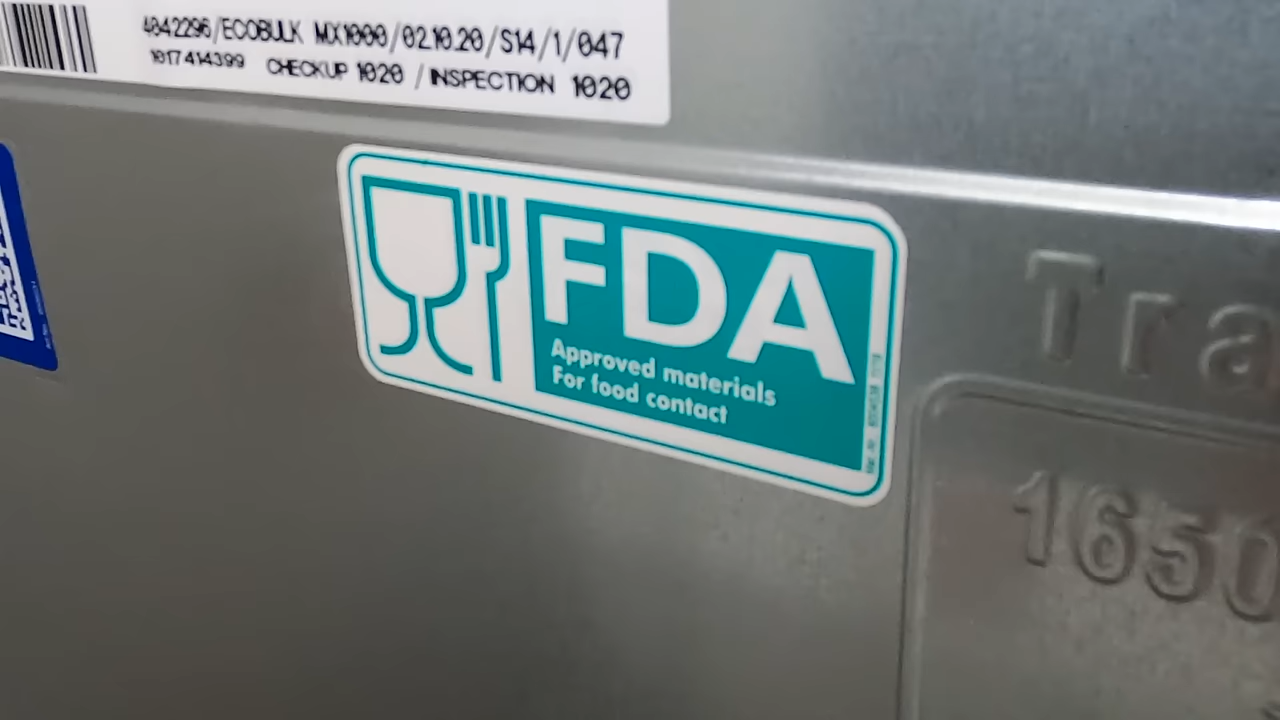 4042296/ECOBULK MX1000/02.10.20/S14/1/047
1017414399 CHECKUP 1020 / INSPECTION 1020
FDA
Approved materials
For food contact
Tra
1650